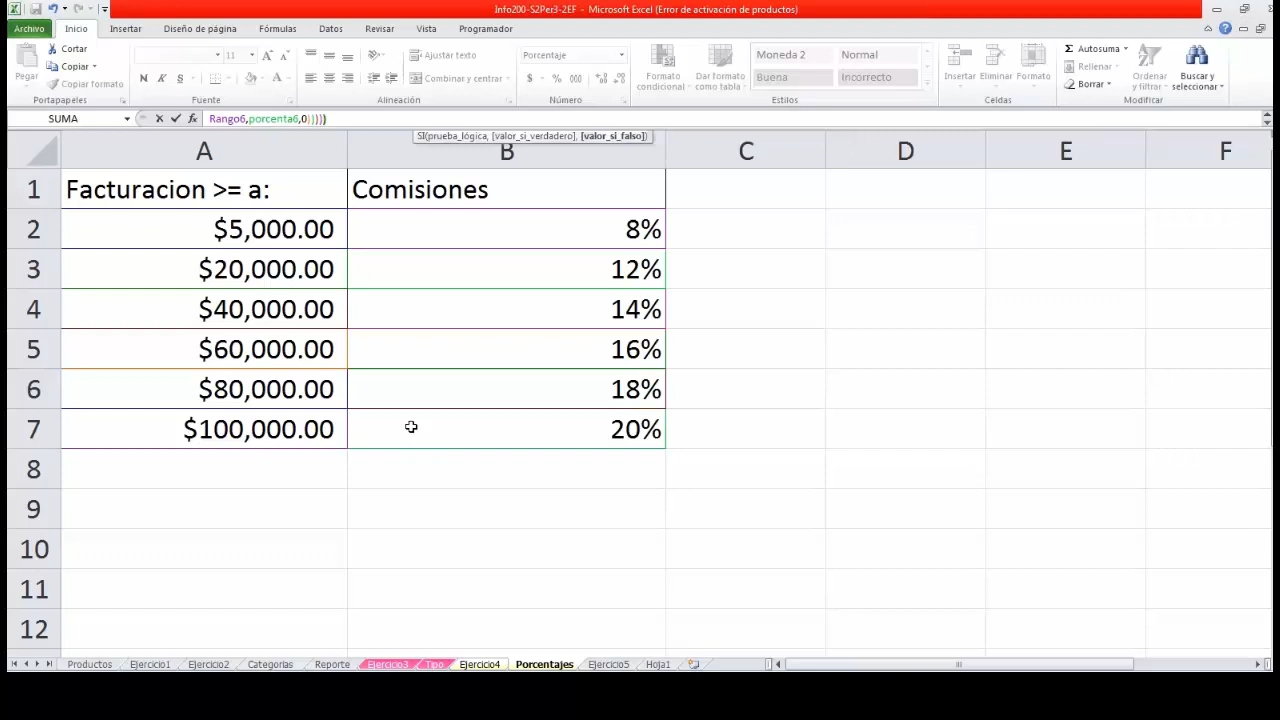 Info200-S2Per3-2EF - Microsoft Excel (Error de activación de productos)
Archivo Inicio Insertar Diseño de página Fórmulas Datos Revisar Vista Programador
Cortar
Copiar
Copiar formato
Pegar
Portapapeles
11 A A
N K S
Fuente
Ajustar texto
Combinar y centrar
Alineación
Porcentaje
$ % 000
Número
Formato condicional
Dar formato como tabla
Moneda 2 Normal
Buena Incorrecto
Estilos
Insertar Eliminar Formato
Celdas
Autosuma
Rellenar
Borrar
Ordenar y filtrar
Buscar y seleccionar
Modificar
SUMA fx Rango6,porcenta6,0)))))
SI(prueba_lógica, [valor_si_verdadero], [valor_si_falso])
A B C D E F
1 Facturacion >= a: Comisiones
2 $5,000.00 8%
3 $20,000.00 12%
4 $40,000.00 14%
5 $60,000.00 16%
6 $80,000.00 18%
7 $100,000.00 20%
8
9
10
11
12
Productos Ejercicio1 Ejercicio2 Categorias Reporte Ejercicio3 Tipo Ejercicio4 Porcentajes Ejercicio5 Hoja1